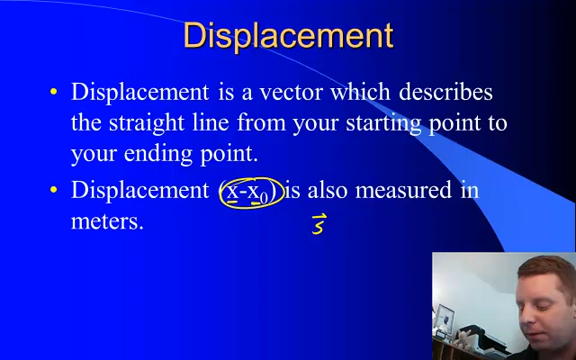 Displacement
• Displacement is a vector which describes
the straight line from your starting point to
your ending point.
• Displacement (x-x₀) is also measured in
meters.
s⃗